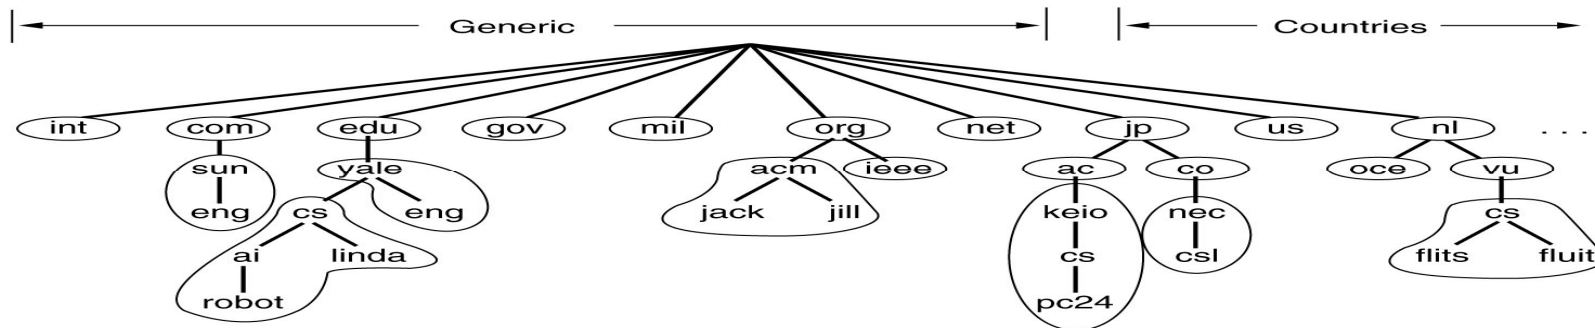 Generic Countries
int com edu gov mil org net jp us nl ...
sun yale acm ieee ac co oce vu
eng cs eng jack jill keio nec cs
ai linda cs csl flits fluit
robot pc24